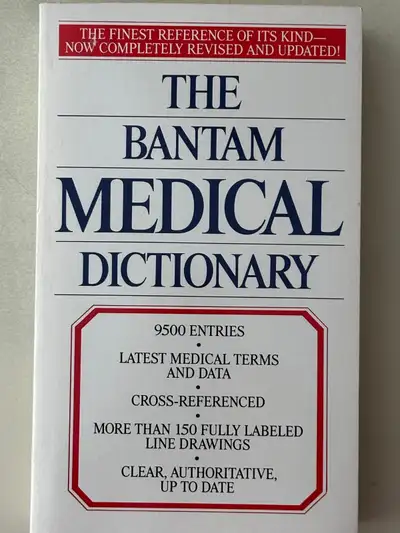 THE FINEST REFERENCE OF ITS KIND—
NOW COMPLETELY REVISED AND UPDATED!
THE
BANTAM
MEDICAL
DICTIONARY
9500 ENTRIES
•
LATEST MEDICAL TERMS
AND DATA
•
CROSS-REFERENCED
•
MORE THAN 150 FULLY LABELED
LINE DRAWINGS
•
CLEAR, AUTHORITATIVE,
UP TO DATE